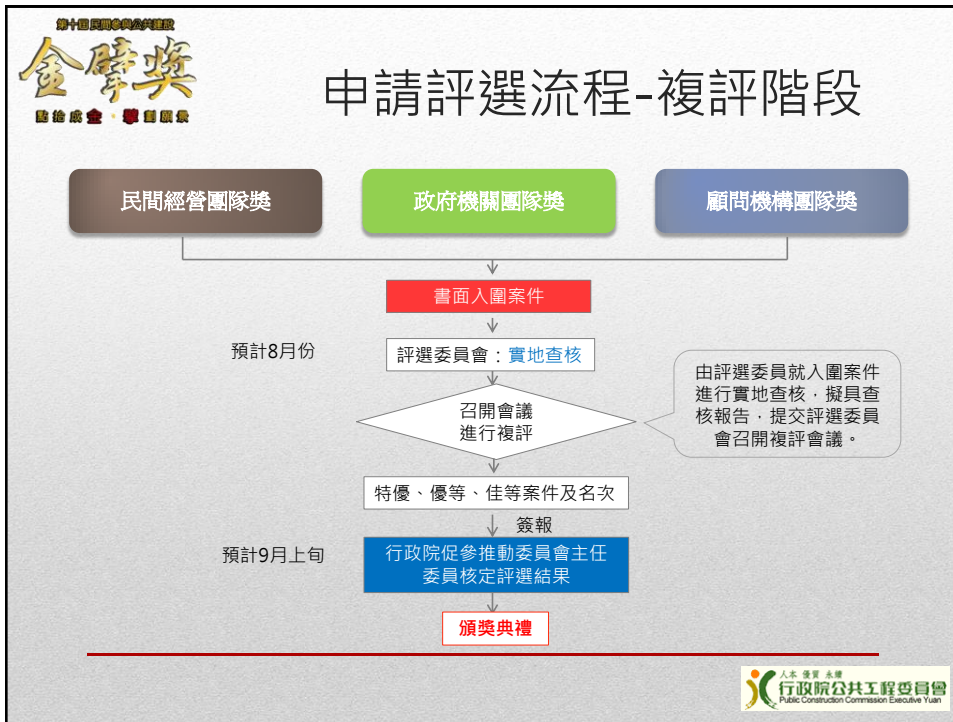 第十屆民間參與公共建設
金擘獎
點拾成金・擘劃願景
申請評選流程-複評階段
民間經營團隊獎
政府機關團隊獎
顧問機構團隊獎
書面入圍案件
預計8月份
評選委員會：實地查核
由評選委員就入圍案件
進行實地查核，擬具查
核報告，提交評選委員
會召開複評會議。
召開會議
進行複評
特優、優等、佳等案件及名次
簽報
預計9月上旬
行政院促參推動委員會主任
委員核定評選結果
頒獎典禮
人本 優質 永續
行政院公共工程委員會
Public Construction Commission Executive Yuan